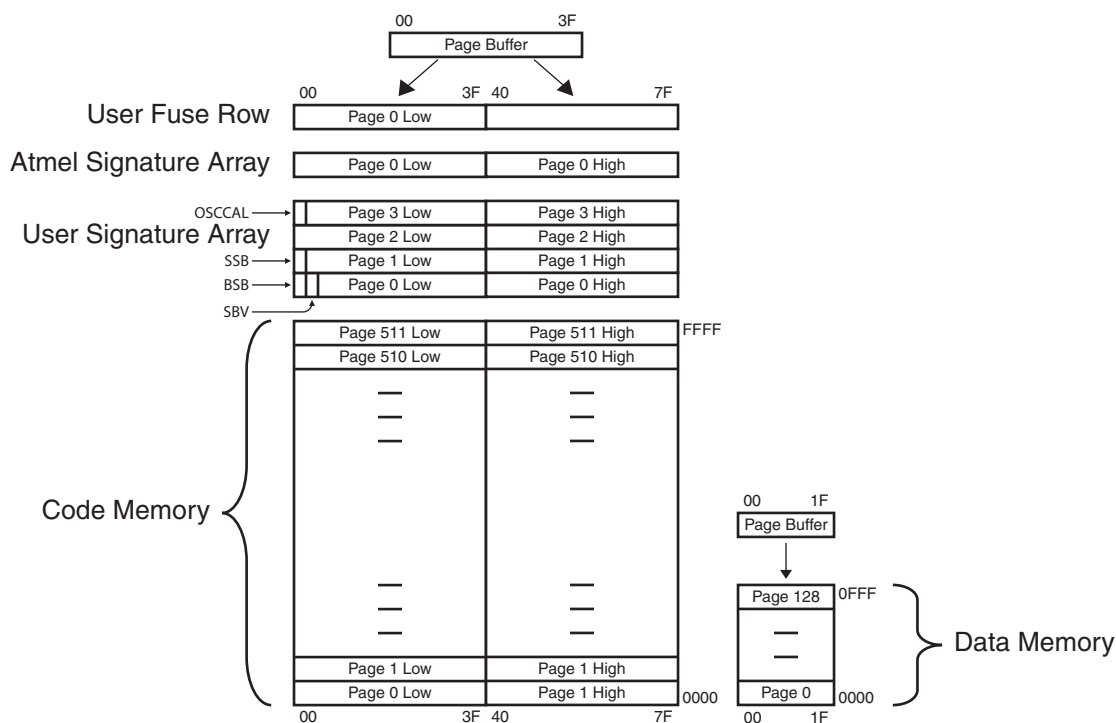 00 3F
Page Buffer
00 3F 40 7F
User Fuse Row Page 0 Low
Atmel Signature Array Page 0 Low Page 0 High
OSCCAL Page 3 Low Page 3 High
User Signature Array Page 2 Low Page 2 High
SSB Page 1 Low Page 1 High
BSB Page 0 Low Page 0 High
SBV
Page 511 Low Page 511 High FFFF
Page 510 Low Page 510 High
Code Memory
00 1F
Page Buffer
Page 128 0FFF
Data Memory
Page 1 Low Page 1 High
Page 0 Low Page 1 High 0000 Page 0 0000
00 3F 40 7F 00 1F